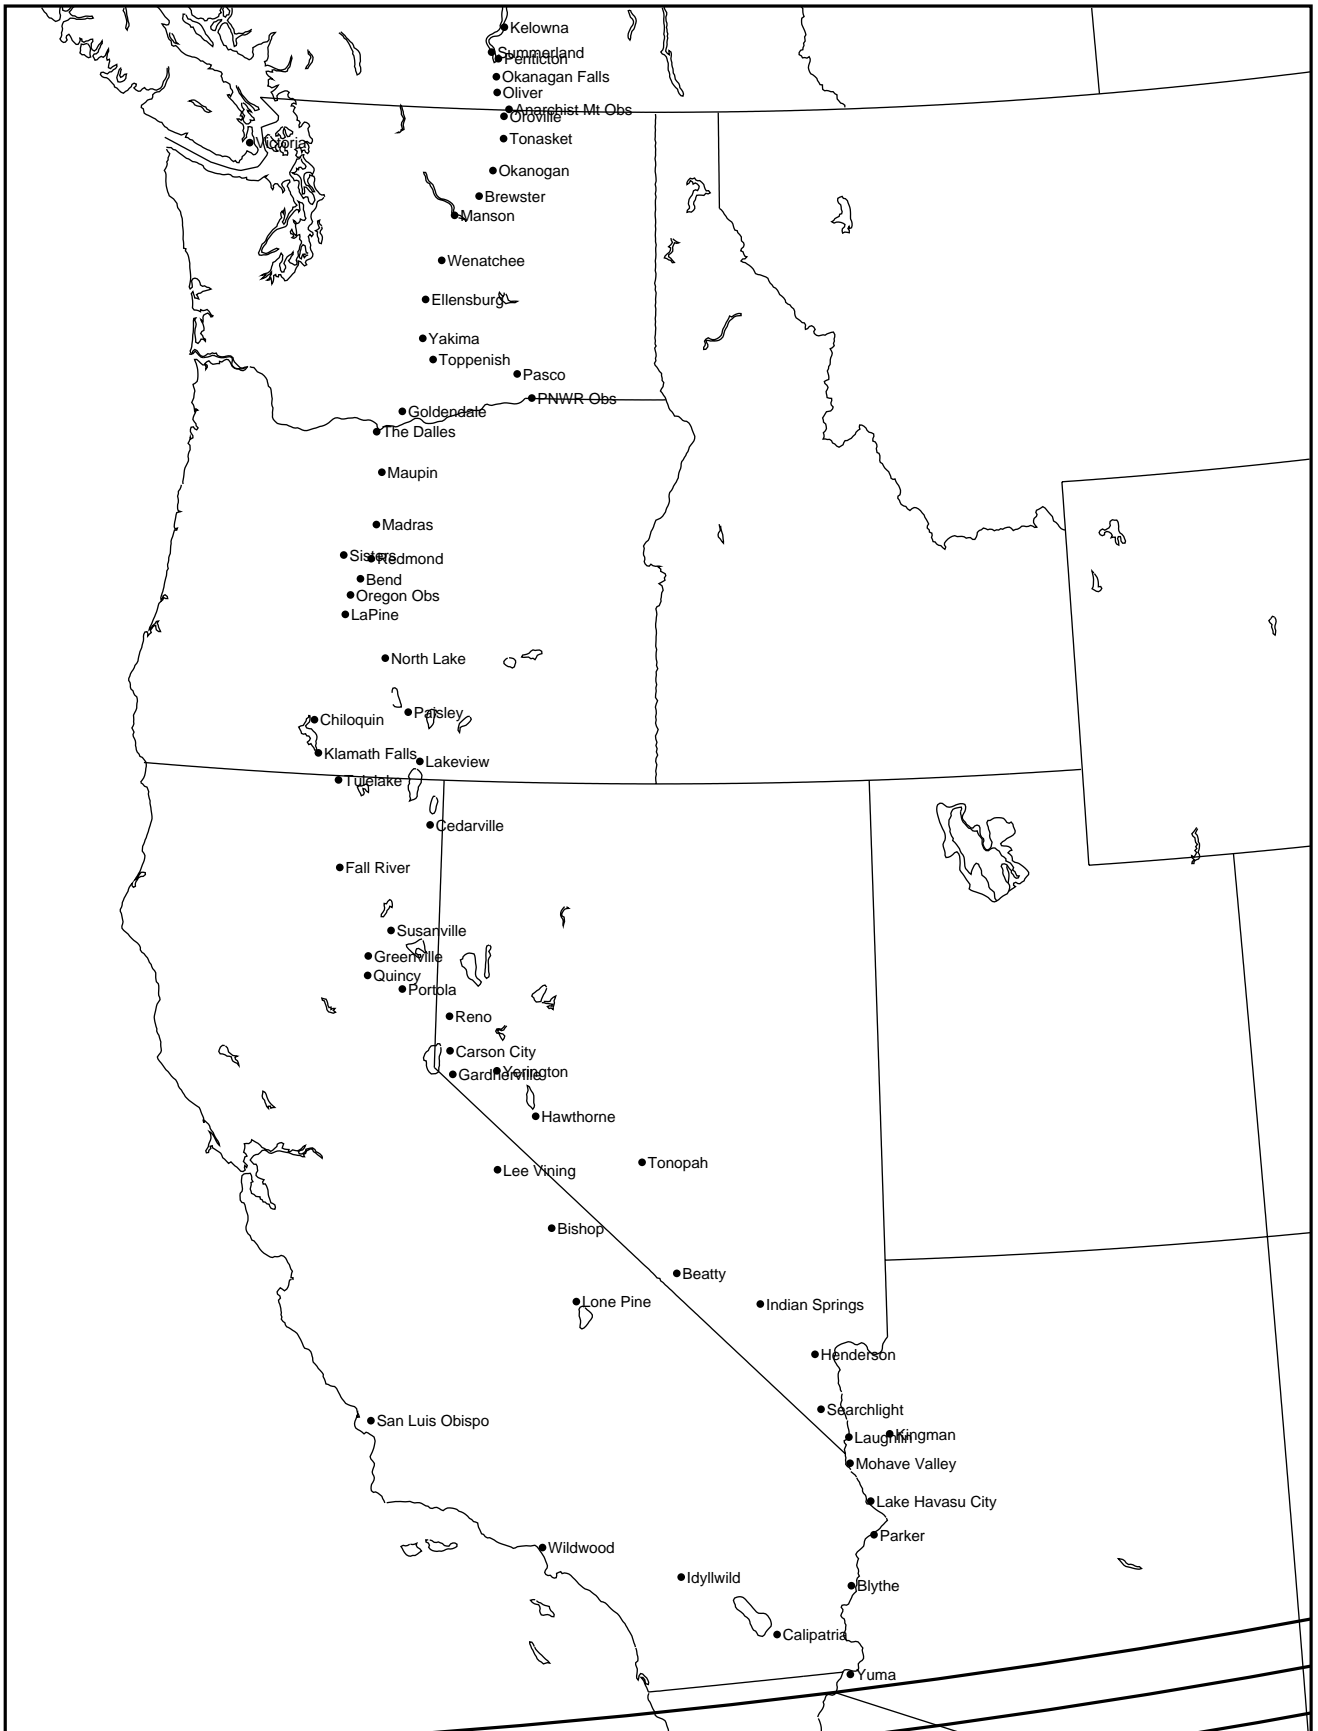 Kelowna
Summerland
Penticton
Okanagan Falls
Oliver
Anarchist Mt Obs
Oroville
Tonasket
Victoria
Okanogan
Brewster
Manson
Wenatchee
Ellensburg
Yakima
Toppenish
Pasco
PNWR Obs
Goldendale
The Dalles
Maupin
Madras
Sisters
Redmond
Bend
Oregon Obs
LaPine
North Lake
Paisley
Chiloquin
Klamath Falls
Lakeview
Tulelake
Cedarville
Fall River
Susanville
Greenville
Quincy
Portola
Reno
Carson City
Yerington
Gardnerville
Hawthorne
Tonopah
Lee Vining
Bishop
Beatty
Lone Pine
Indian Springs
Henderson
Searchlight
San Luis Obispo
Kingman
Laughlin
Mohave Valley
Lake Havasu City
Parker
Wildwood
Idyllwild
Blythe
Calipatria
Yuma